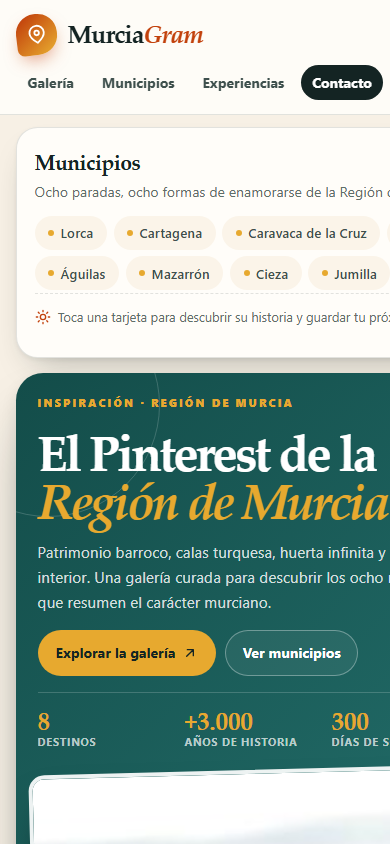 MurciaGram
Galería Municipios Experiencias Contacto
Municipios
Ocho paradas, ocho formas de enamorarse de la Región
Lorca Cartagena Caravaca de la Cruz
Águilas Mazarrón Cieza Jumilla
Toca una tarjeta para descubrir su historia y guardar tu
INSPIRACIÓN · REGIÓN DE MURCIA
El Pinterest de la
Región de Murcia
Patrimonio barroco, calas turquesa, huerta infinita y
interior. Una galería curada para descubrir los ocho
que resumen el carácter murciano.
Explorar la galería Ver municipios
8 +3.000 300
DESTINOS AÑOS DE HISTORIA DÍAS DE